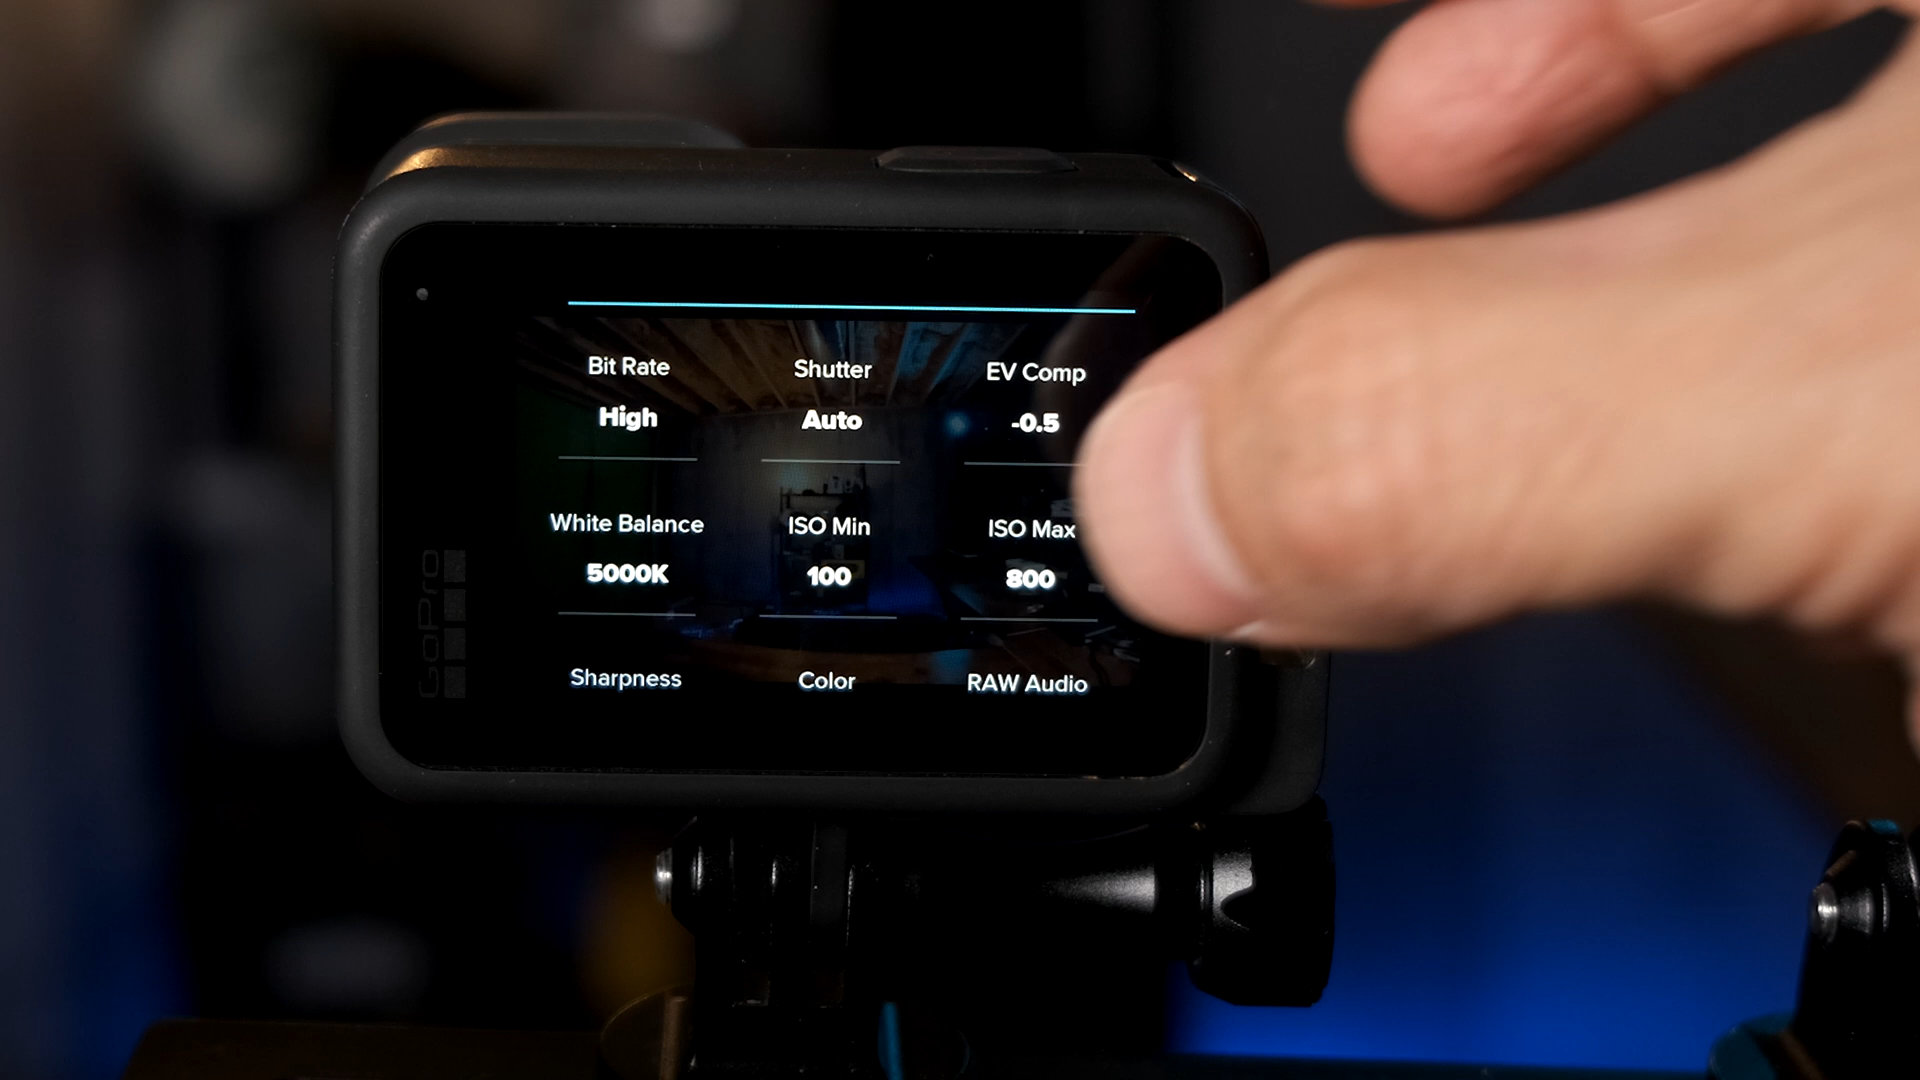 Bit Rate
Shutter
EV Comp
High
Auto
-0.5
White Balance
ISO Min
ISO Max
5000K
100
800
Sharpness
Color
RAW Audio
GoPro